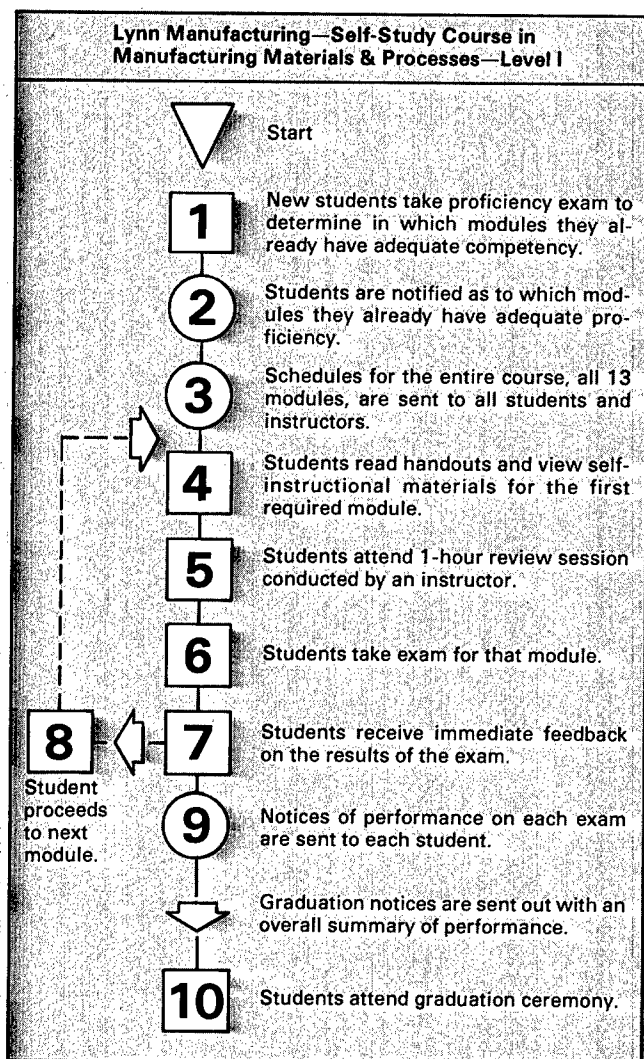 Lynn Manufacturing—Self-Study Course in
Manufacturing Materials & Processes—Level I
Start
1
New students take proficiency exam to
determine in which modules they al-
ready have adequate competency.
2
Students are notified as to which mod-
ules they already have adequate pro-
ficiency.
3
Schedules for the entire course, all 13
modules, are sent to all students and
instructors.
4
Students read handouts and view self-
instructional materials for the first
required module.
5
Students attend 1-hour review session
conducted by an instructor.
6
Students take exam for that module.
7
Students receive immediate feedback
on the results of the exam.
8
Student
proceeds
to next
module.
9
Notices of performance on each exam
are sent to each student.
Graduation notices are sent out with an
overall summary of performance.
10
Students attend graduation ceremony.